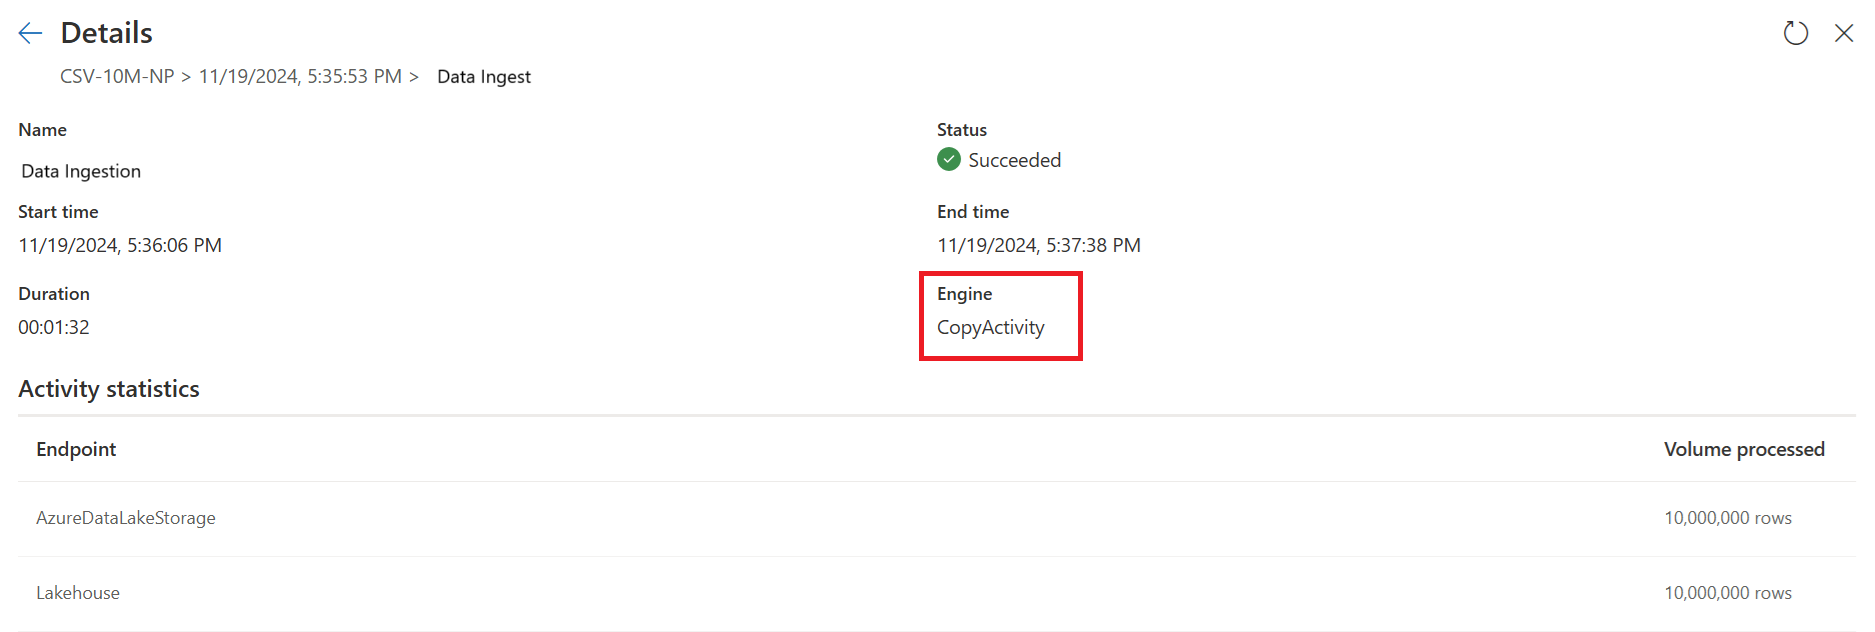 Details
CSV-10M-NP > 11/19/2024, 5:35:53 PM > Data Ingest
Name
Status
Data Ingestion
Succeeded
Start time
End time
11/19/2024, 5:36:06 PM
11/19/2024, 5:37:38 PM
Duration
Engine
00:01:32
CopyActivity
Activity statistics
Endpoint
Volume processed
AzureDataLakeStorage
10,000,000 rows
Lakehouse
10,000,000 rows